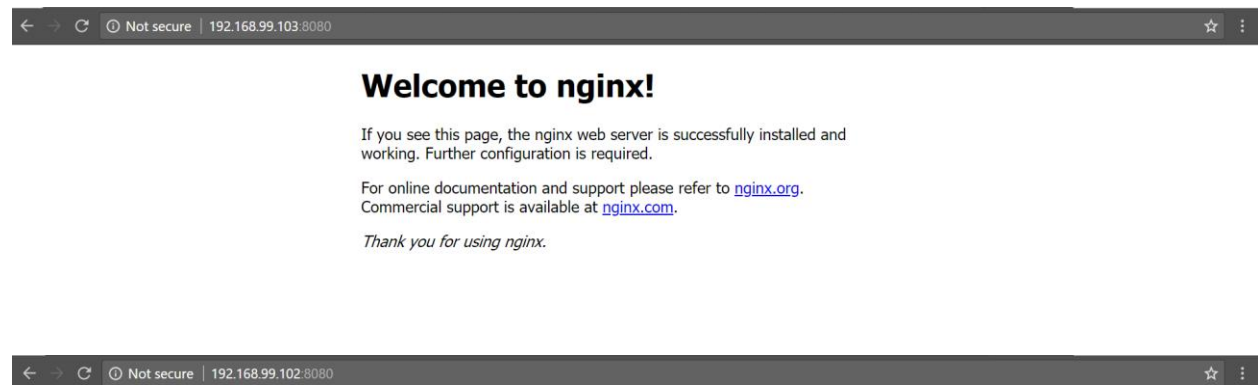 Not secure | 192.168.99.103:8080
Welcome to nginx!
If you see this page, the nginx web server is successfully installed and
working. Further configuration is required.
For online documentation and support please refer to nginx.org.
Commercial support is available at nginx.com.
Thank you for using nginx.
Not secure | 192.168.99.102:8080